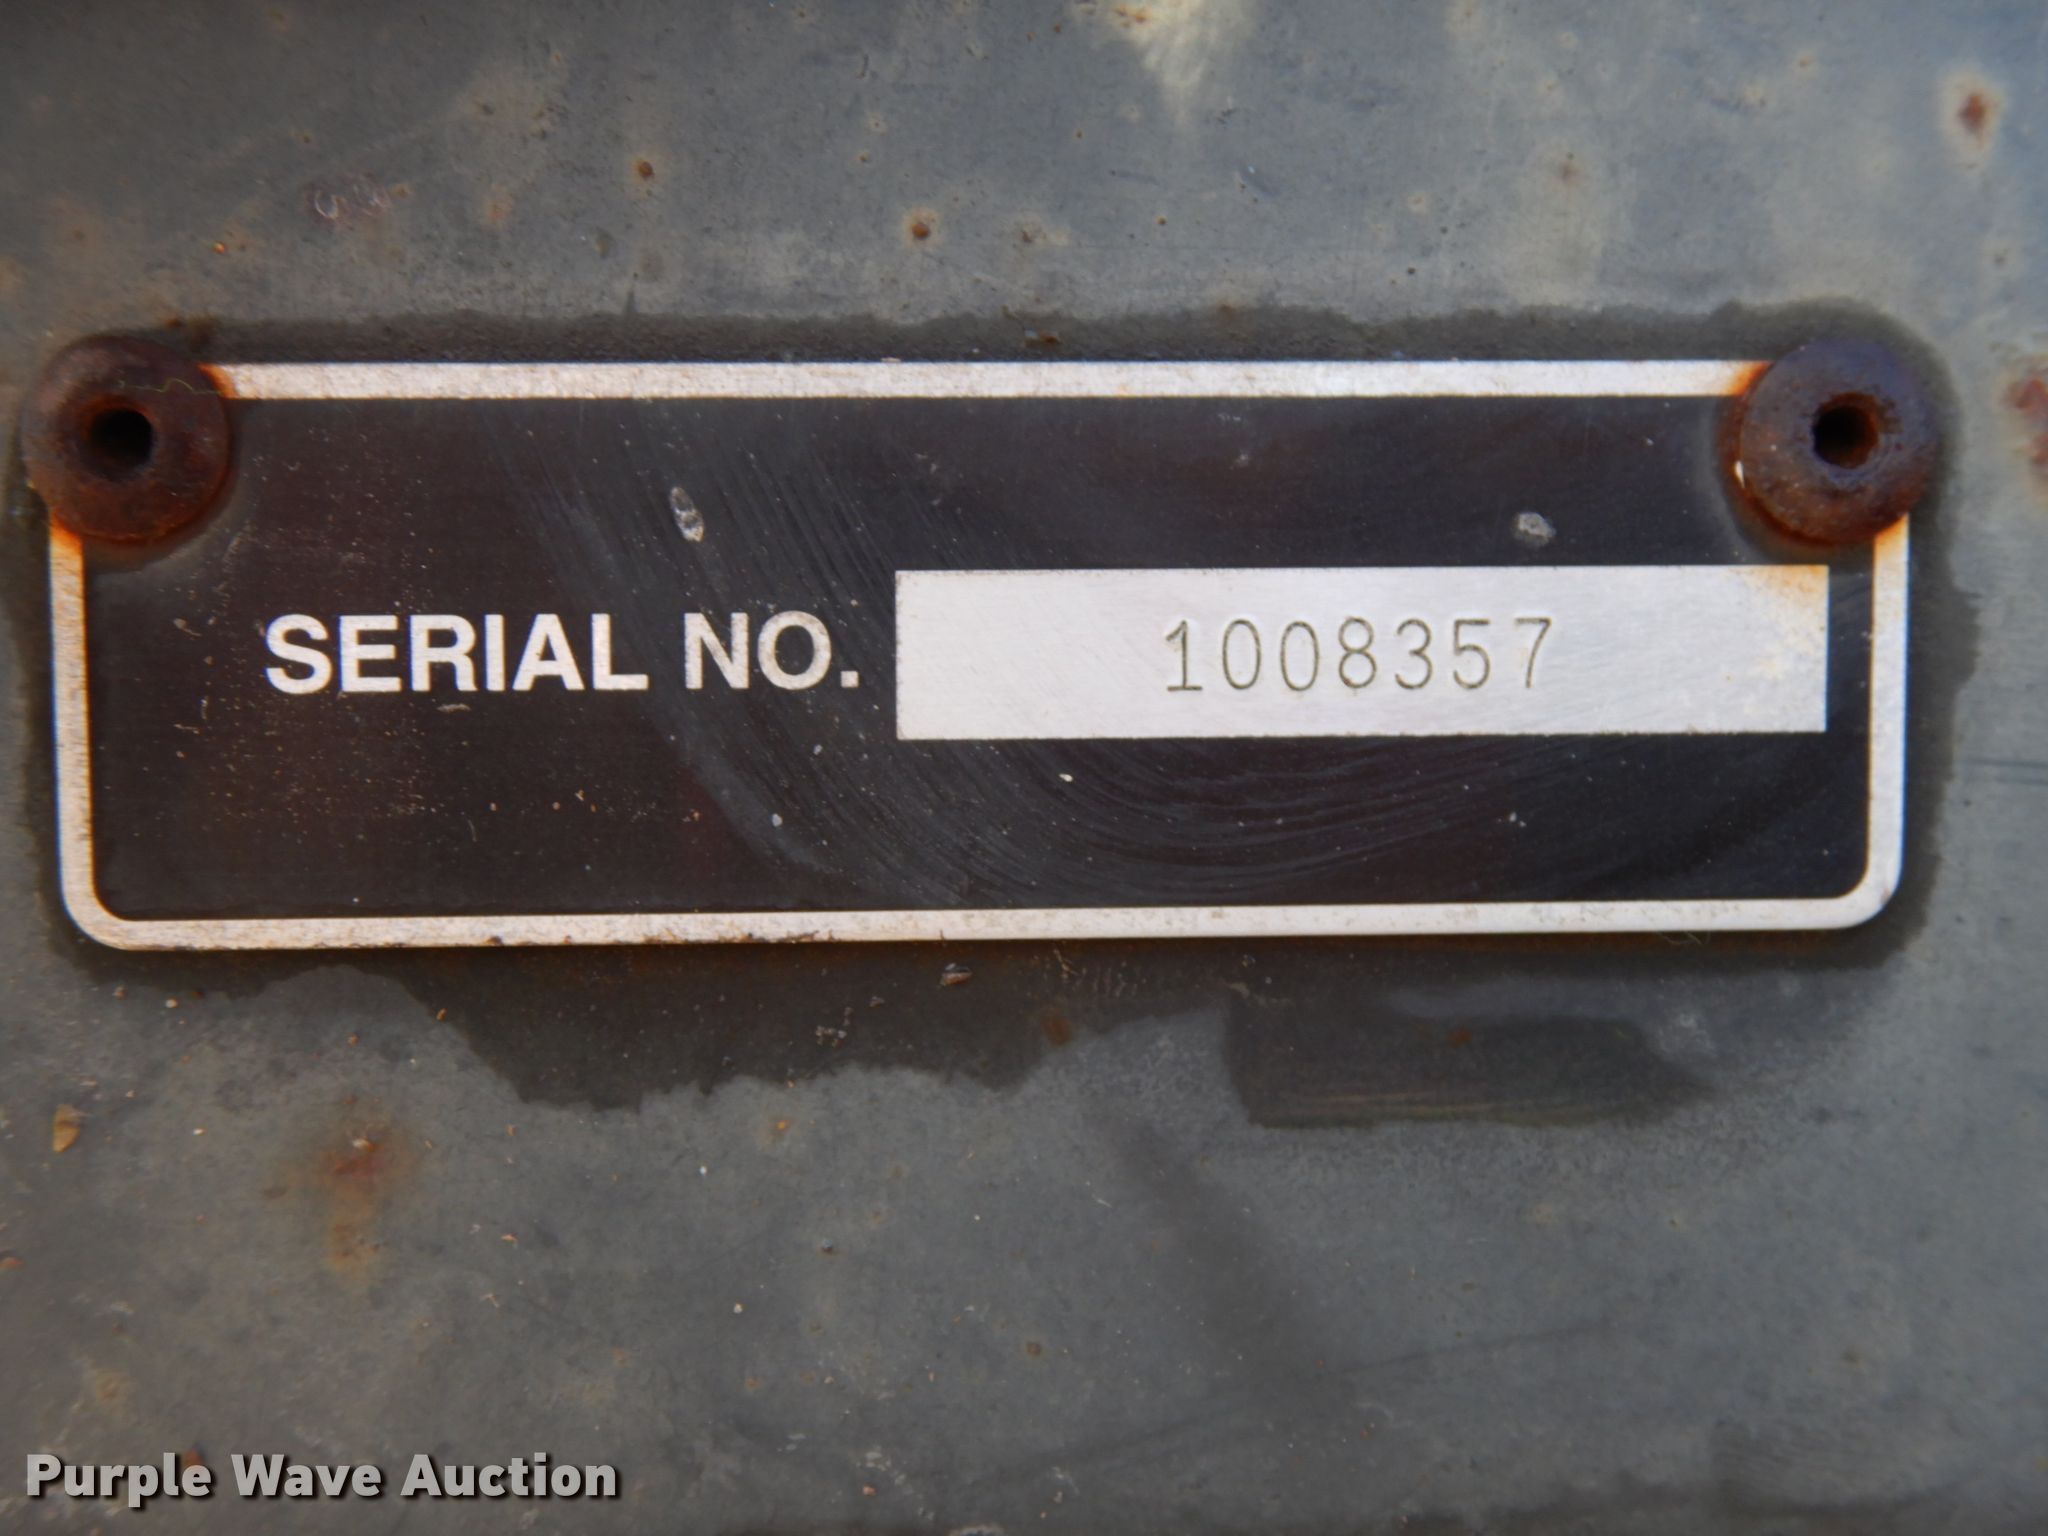 SERIAL NO. 1008357
Purple Wave Auction